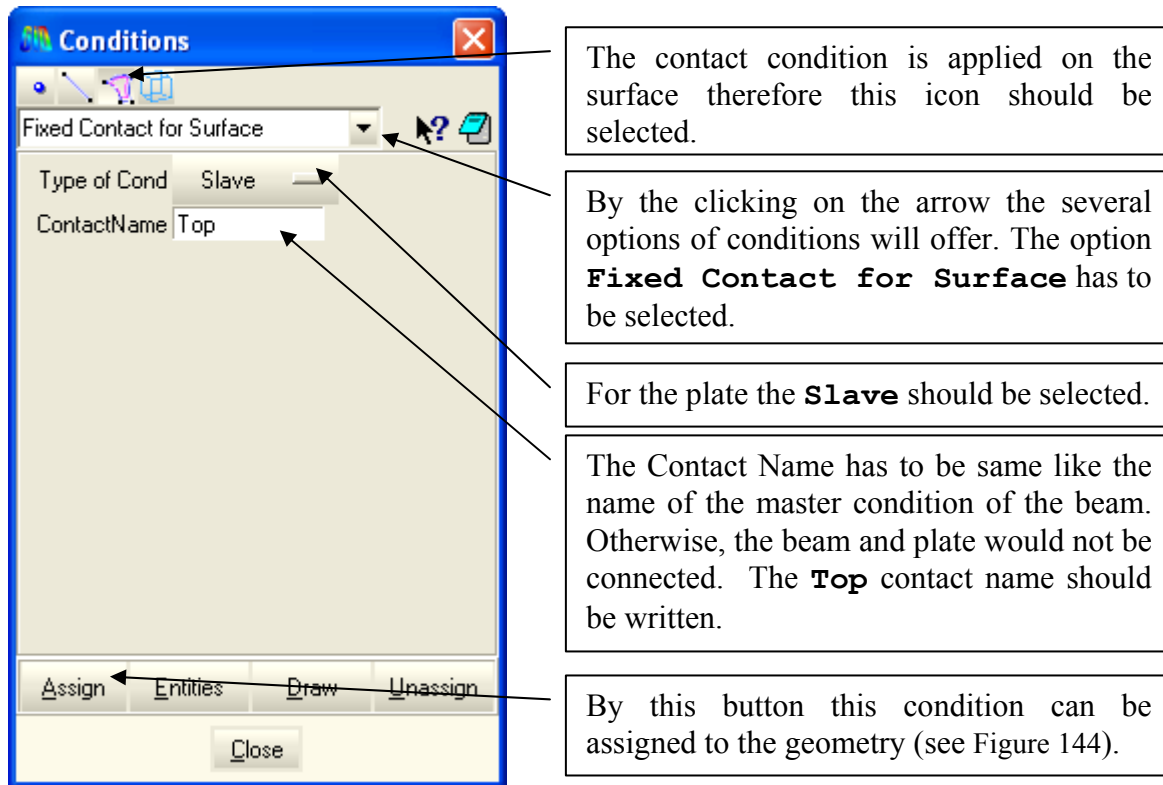 Conditions
Fixed Contact for Surface
Type of Cond Slave
ContactName Top
Assign Entities Draw Unassign
Close
The contact condition is applied on the
surface therefore this icon should be
selected.
By the clicking on the arrow the several
options of conditions will offer. The option
Fixed Contact for Surface has to
be selected.
For the plate the Slave should be selected.
The Contact Name has to be same like the
name of the master condition of the beam.
Otherwise, the beam and plate would not be
connected. The Top contact name should
be written.
By this button this condition can be
assigned to the geometry (see Figure 144).